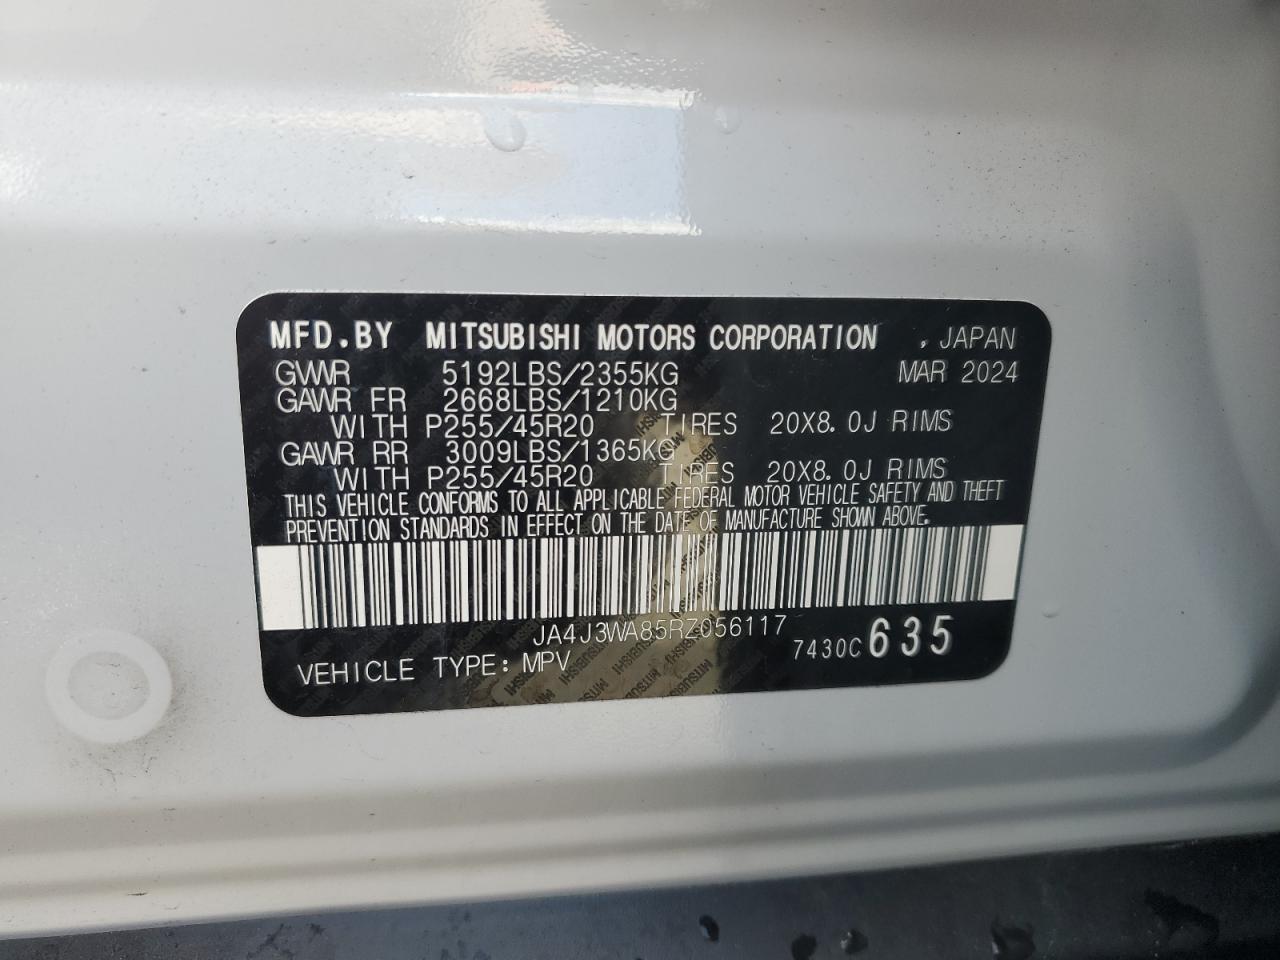 MFD.BY MITSUBISHI MOTORS CORPORATION , JAPAN
GVWR 5192LBS/2355KG MAR 2024
GAWR FR 2668LBS/1210KG
WITH P255/45R20 TIRES 20X8.0J RIMS
GAWR RR 3009LBS/1365KG
WITH P255/45R20 TIRES 20X8.0J RIMS
THIS VEHICLE CONFORMS TO ALL APPLICABLE FEDERAL MOTOR VEHICLE SAFETY AND THEFT
PREVENTION STANDARDS IN EFFECT ON THE DATE OF MANUFACTURE SHOWN ABOVE.
JA4J3WA85RZ056117
VEHICLE TYPE: MPV 7430C 635